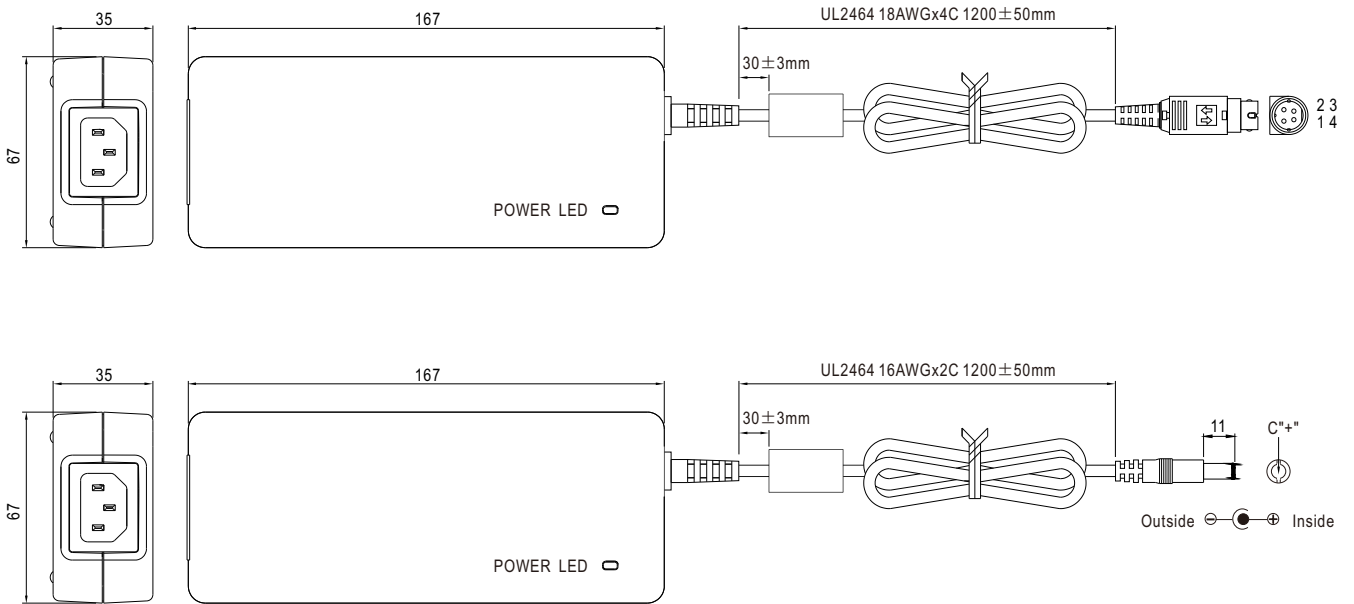 35
167
UL2464 18AWGx4C 1200±50mm
30±3mm
67
2 3
1 4
POWER LED
35
167
UL2464 16AWGx2C 1200±50mm
30±3mm
11
C"+"
67
Outside
Inside
POWER LED